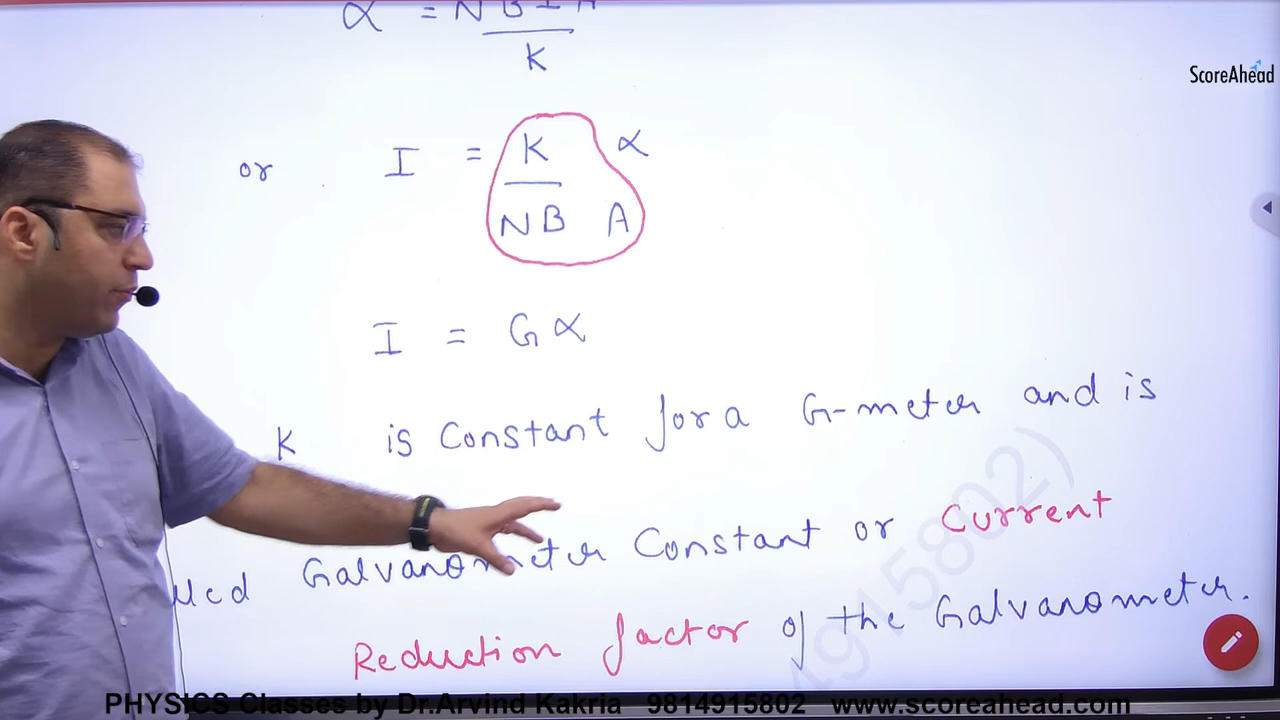 α = NBIA
K
ScoreAhead
or I = K α
NB A
I = G α
K is Constant for a G-meter and is
Galvanometer Constant or Current
Reduction factor of the Galvanometer.
PHYSICS Classes by Dr.Arvind Kakria 9814915802 www.scoreahead.com